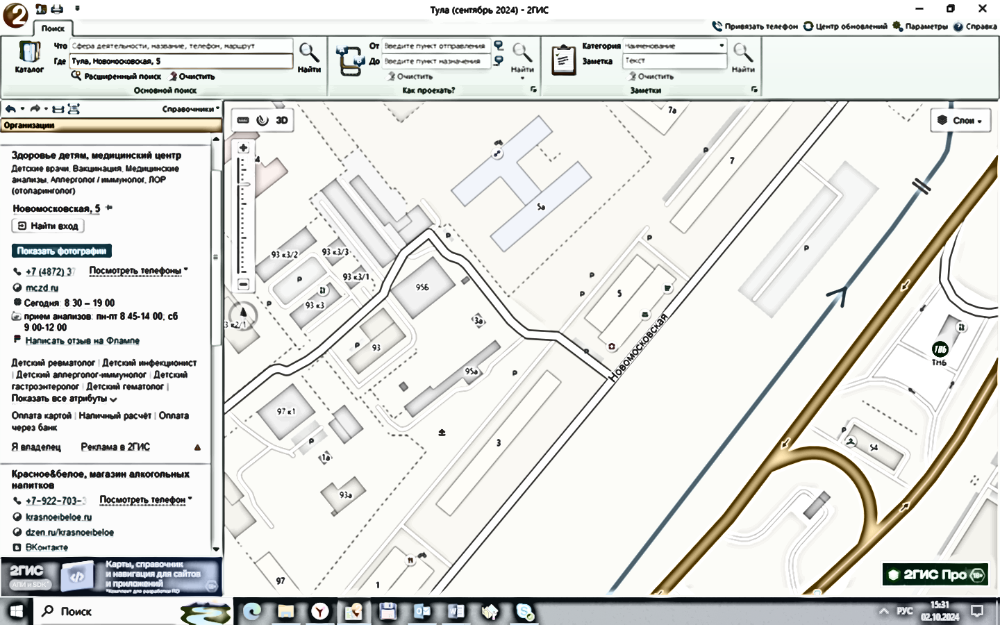 Тула (сентябрь 2024) - 2ГИС
Поиск
Привязать телефон
Центр обновлений
Параметры
Справка
Каталог
Что
Сфера деятельности, название, телефон, маршрут
Где
Тула, Новомосковская, 5
Найти
Расширенный поиск
Очистить
Основной поиск
От
Введите пункт отправления
До
Введите пункт назначения
Найти
Очистить
Как проехать?
Категория
Наименование
Заметка
Текст
Найти
Очистить
Заметки
Справочники
Организации
Здоровье детям, медицинский центр
Детские врачи, Вакцинация, Медицинские
анализы, Аллерголог / иммунолог, ЛОР
(отоларинголог)
Новомосковская, 5
Найти вход
Показать фотографии
+7 (4872) 37
Посмотреть телефоны
mczd.ru
Сегодня: 8 30 – 19 00
прием анализов: пн-пт 8 45-14 00; сб
9 00-12 00
Написать отзыв на Флампе
Детский ревматолог | Детский инфекционист
| Детский аллерголог-иммунолог | Детский
гастроэнтеролог | Детский гематолог |
Показать все атрибуты
Оплата картой | Наличный расчёт | Оплата
через банк
Я владелец
Реклама в 2ГИС
Красное&белое, магазин алкогольных
напитков
+7-922-703-
Посмотреть телефон
krasnoeibeloe.ru
dzen.ru/krasnoeibeloe
ВКонтакте
2ГИС
АПИ и SDK*
Карты, справочник
и навигация для сайтов
и приложений
*Комплект для разработки ПО
3D
Слои
7а
7
4
5а
93 к3/2
93 к3/3
93 к3/1
P
93 к3
95б
5
3а
93
95а
Новомосковская
97 к1
3
1а
93а
97
1
ТМБ
54
2ГИС Про
18+
Поиск
РУС
15:31
02.10.2024